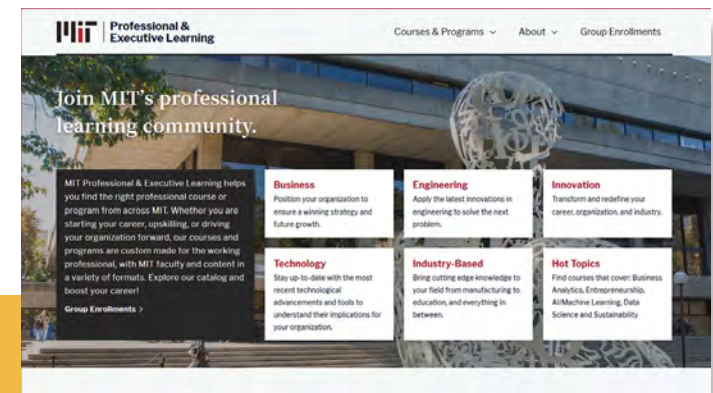 MIT Professional &
Executive Learning
Courses & Programs
About
Group Enrollments
Join MIT's professional
learning community.
MIT Professional & Executive Learning helps
you find the right professional course or
program from across MIT. Whether you are
starting your career, upskilling, or driving
your organization forward, our courses and
programs are custom made for the working
professional, with MIT faculty and content in
a variety of formats. Explore our catalog and
boost your career!
Group Enrollments >
Business
Position your organization to
ensure a winning strategy and
future growth.
Engineering
Apply the latest innovations in
engineering to solve the next
problem.
Innovation
Transform and redefine your
career, organization, and industry.
Technology
Stay up-to-date with the most
recent technological
advancements and tools to
understand their implications for
your organization.
Industry-Based
Bring cutting edge knowledge to
your field from manufacturing to
education, and everything in
between.
Hot Topics
Find courses that cover: Business
Analytics, Entrepreneurship,
AI/Machine Learning, Data
Science and Sustainability